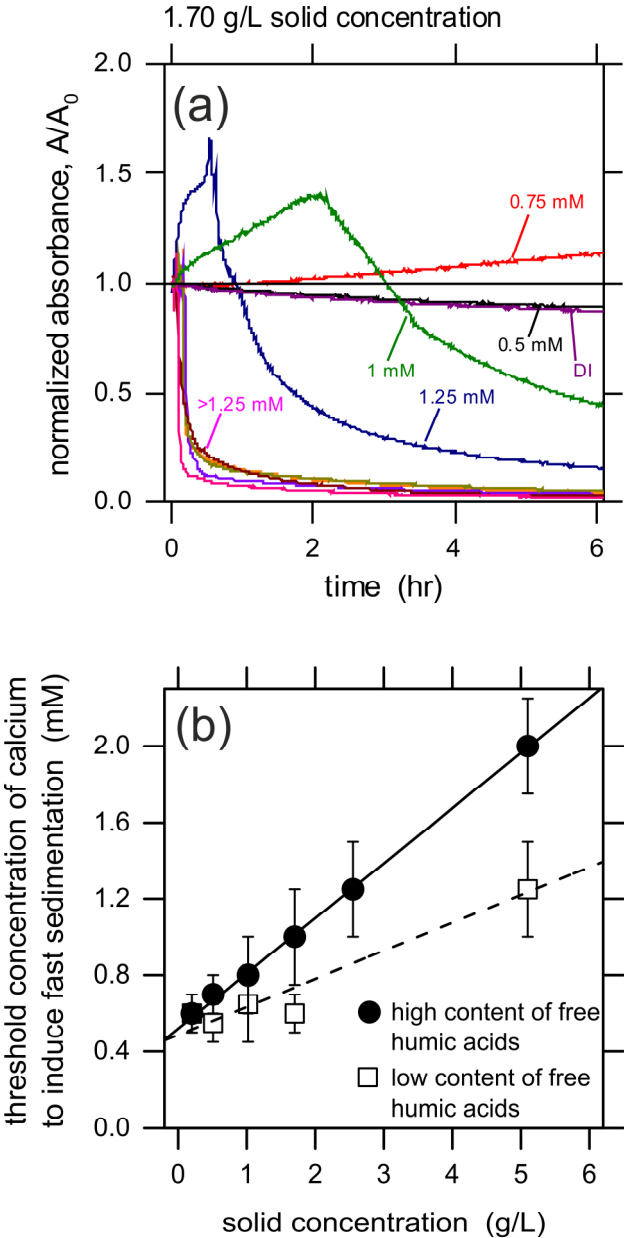 1.70 g/L solid concentration
(a)
normalized absorbance, A/A0
2.0
1.5
1.0
0.5
0.0
0.75 mM
0.5 mM
DI
1 mM
1.25 mM
>1.25 mM
0 2 4 6
time (hr)
(b)
threshold concentration of calcium
to induce fast sedimentation (mM)
2.0
1.6
1.2
0.8
0.4
0.0
high content of free
humic acids
low content of free
humic acids
0 1 2 3 4 5 6
solid concentration (g/L)